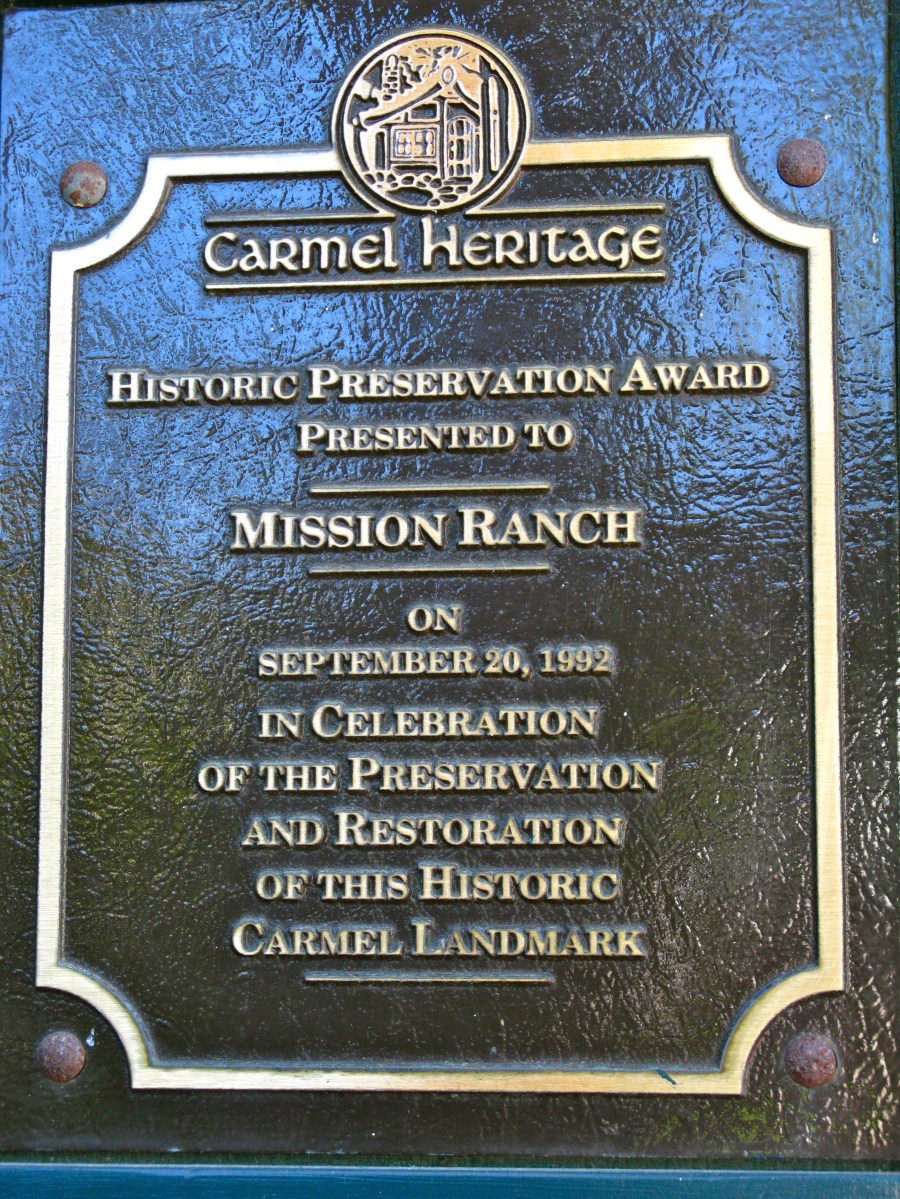 Carmel Heritage
Historic Preservation Award
Presented to
Mission Ranch
on
September 20, 1992
in Celebration
of the Preservation
and Restoration
of this Historic
Carmel Landmark